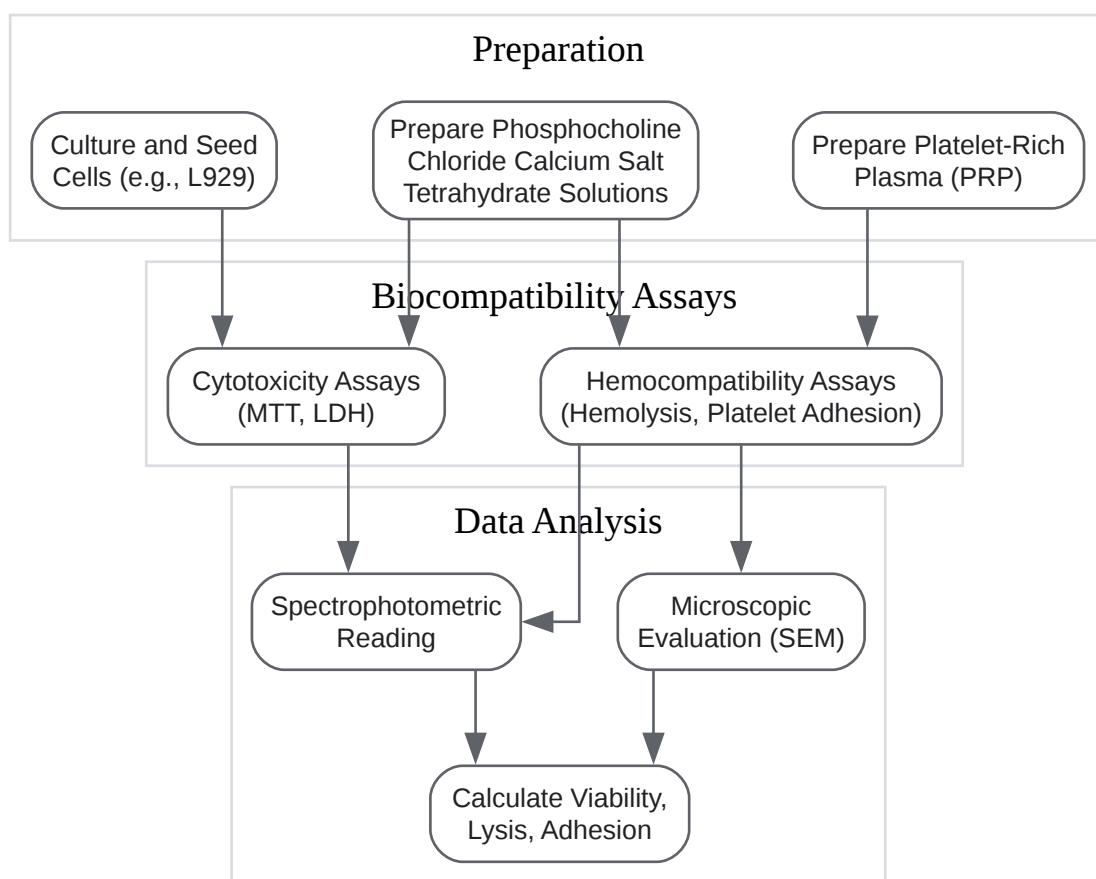 Preparation
Culture and Seed
Cells (e.g., L929)
Prepare Phosphocholine
Chloride Calcium Salt
Tetrahydrate Solutions
Prepare Platelet-Rich
Plasma (PRP)
Biocompatibility Assays
Cytotoxicity Assays
(MTT, LDH)
Hemocompatibility Assays
(Hemolysis, Platelet Adhesion)
Data Analysis
Spectrophotometric
Reading
Microscopic
Evaluation (SEM)
Calculate Viability,
Lysis, Adhesion